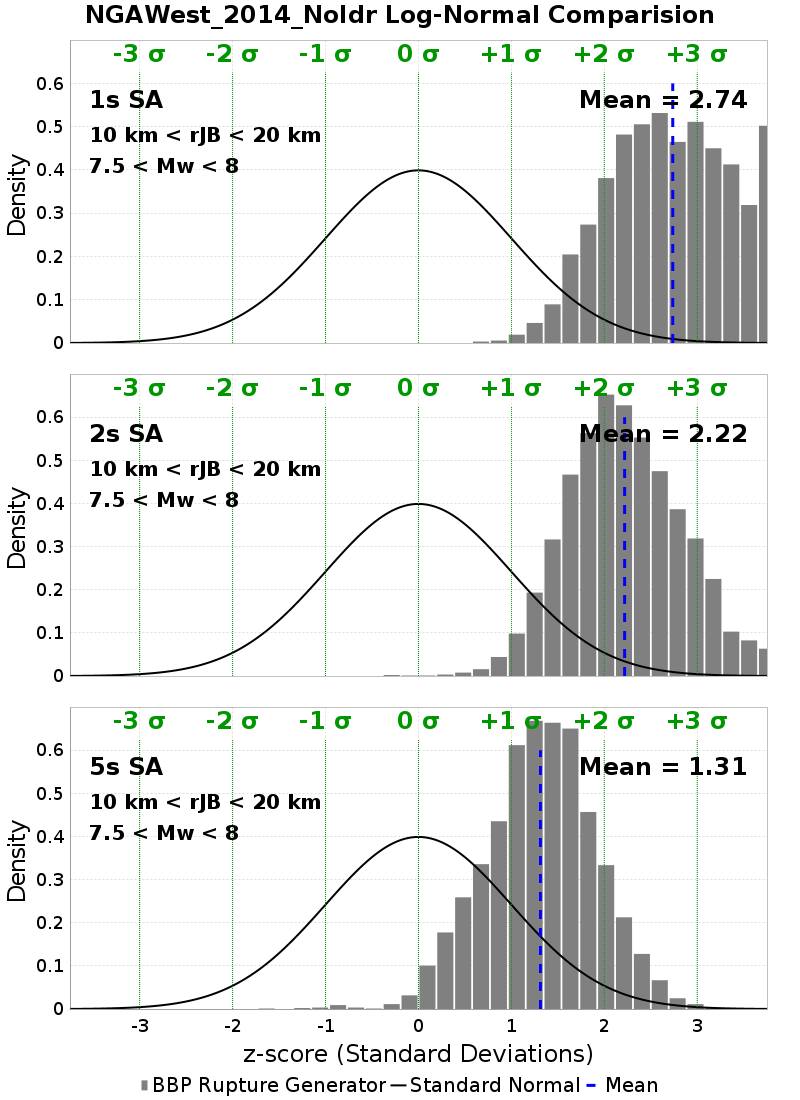 NGAWest_2014_NoIdr Log-Normal Comparision
-3 σ -2 σ -1 σ 0 σ +1 σ +2 σ +3 σ
0.6
1s SA Mean = 2.74
0.5
10 km < rJB < 20 km
7.5 < Mw < 8
0.4
0.3
0.2
0.1
0
Density
-3 σ -2 σ -1 σ 0 σ +1 σ +2 σ +3 σ
0.6
2s SA Mean = 2.22
0.5
10 km < rJB < 20 km
7.5 < Mw < 8
0.4
0.3
0.2
0.1
0
Density
-3 σ -2 σ -1 σ 0 σ +1 σ +2 σ +3 σ
0.6
5s SA Mean = 1.31
0.5
10 km < rJB < 20 km
7.5 < Mw < 8
0.4
0.3
0.2
0.1
0
Density
-3 -2 -1 0 1 2 3
z-score (Standard Deviations)
BBP Rupture Generator Standard Normal Mean